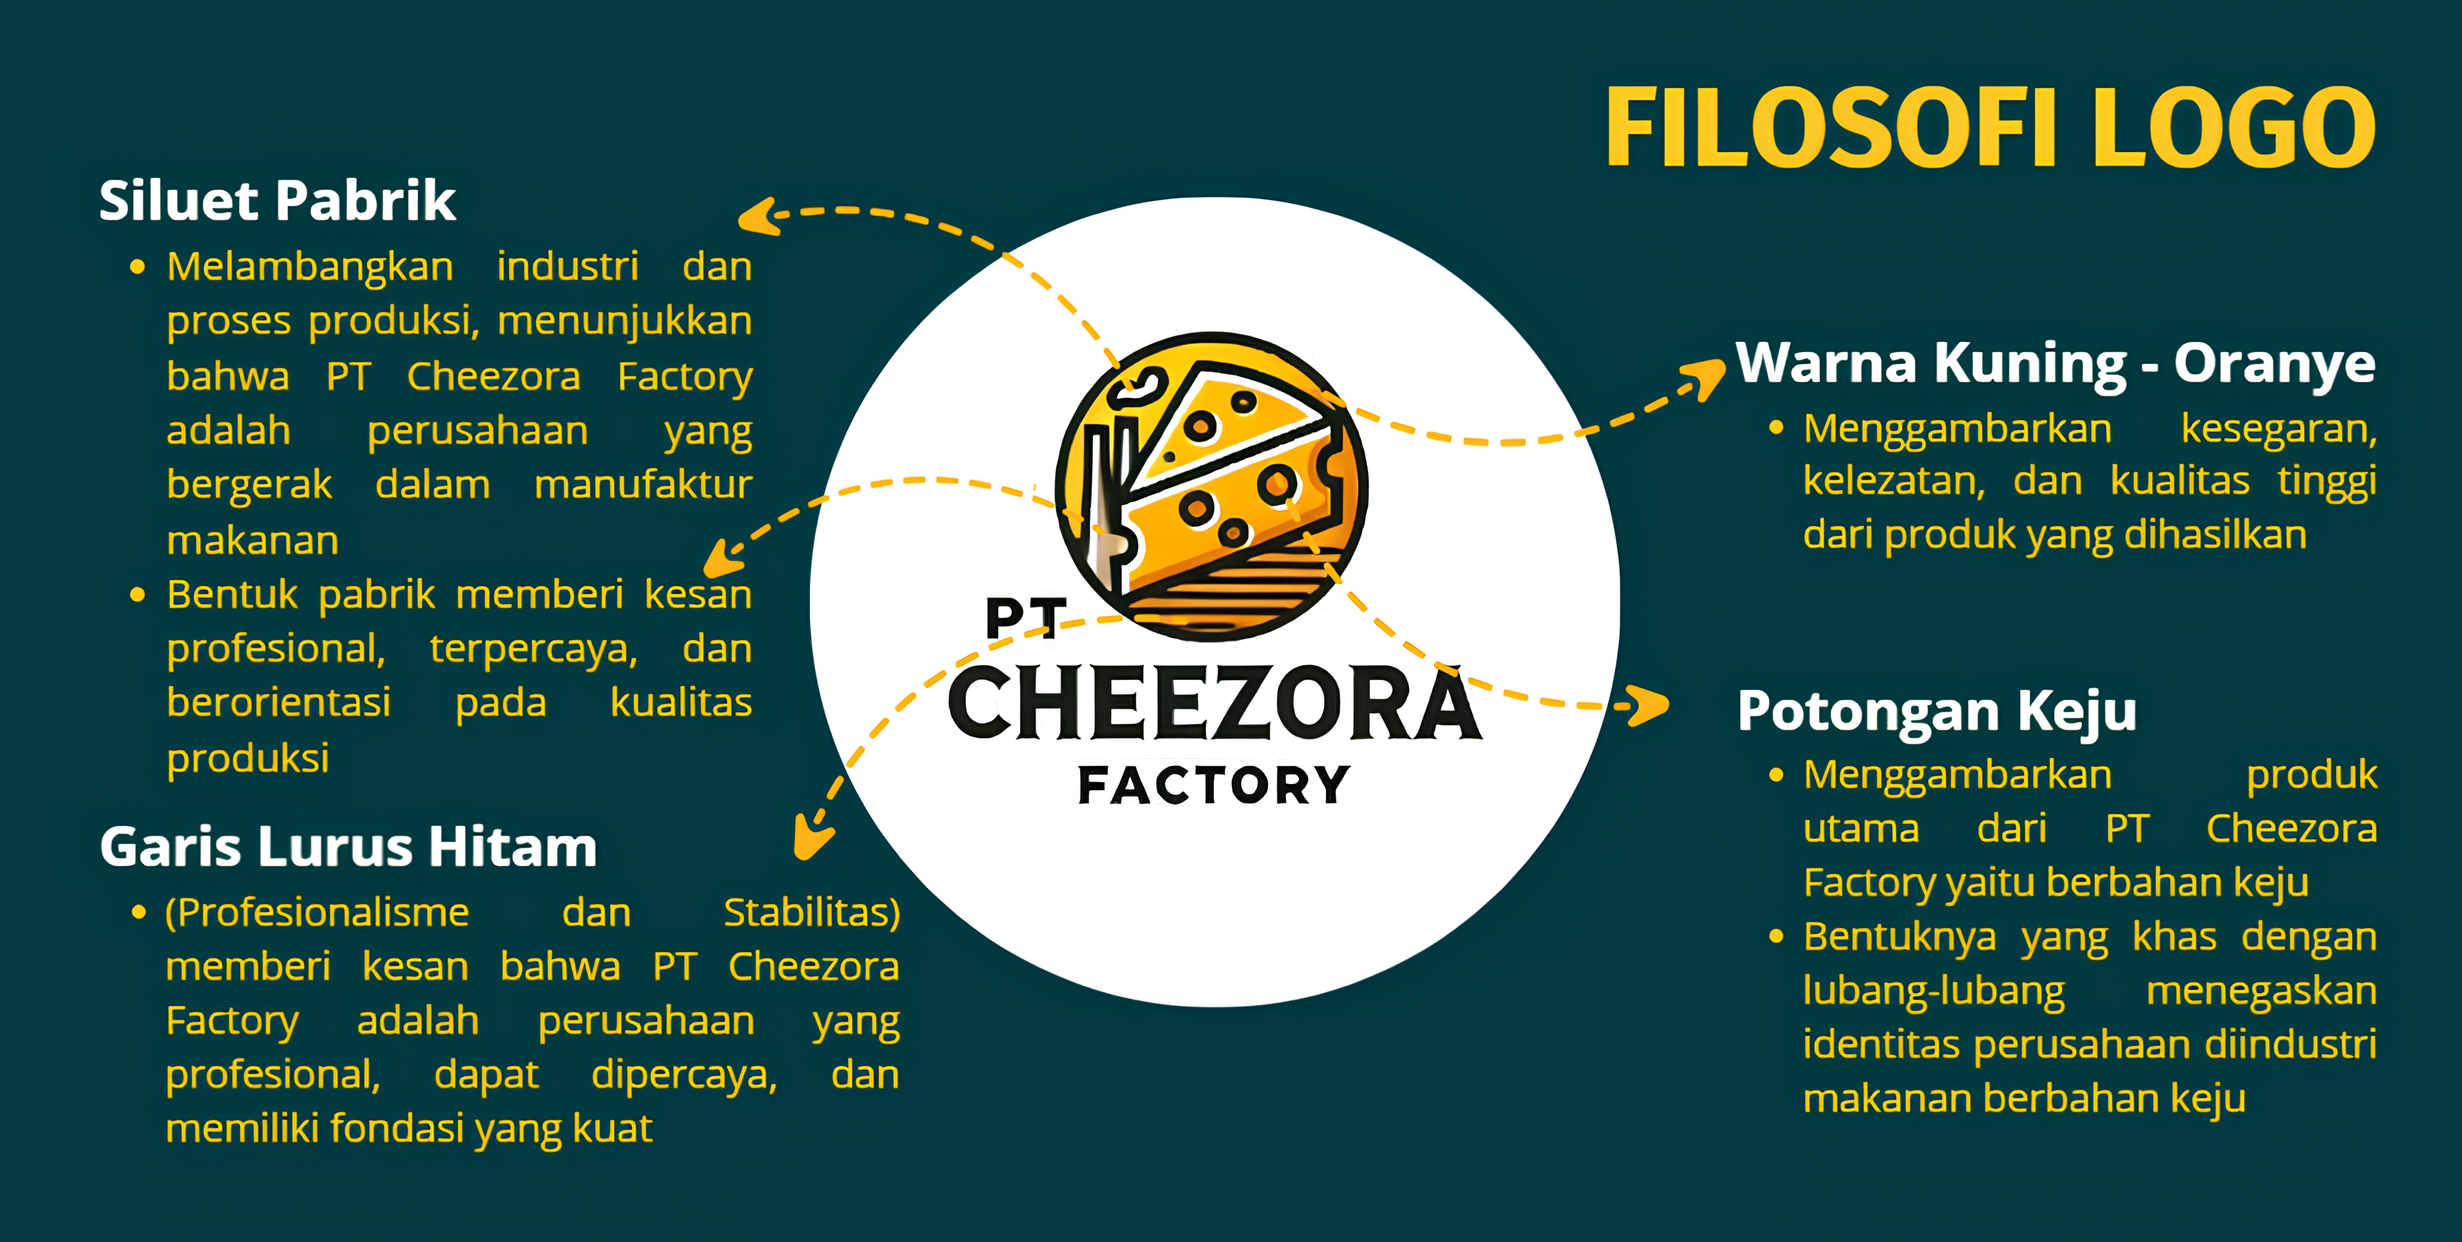 FILOSOFI LOGO
Siluet Pabrik
• Melambangkan industri dan
proses produksi, menunjukkan
bahwa PT Cheezora Factory
adalah perusahaan yang
bergerak dalam manufaktur
makanan
• Bentuk pabrik memberi kesan
profesional, terpercaya, dan
berorientasi pada kualitas
produksi
Garis Lurus Hitam
• (Profesionalisme dan Stabilitas)
memberi kesan bahwa PT Cheezora
Factory adalah perusahaan yang
profesional, dapat dipercaya, dan
memiliki fondasi yang kuat
PT
CHEEZORA
FACTORY
Warna Kuning - Oranye
• Menggambarkan kesegaran,
kelezatan, dan kualitas tinggi
dari produk yang dihasilkan
Potongan Keju
• Menggambarkan produk
utama dari PT Cheezora
Factory yaitu berbahan keju
• Bentuknya yang khas dengan
lubang-lubang menegaskan
identitas perusahaan diindustri
makanan berbahan keju